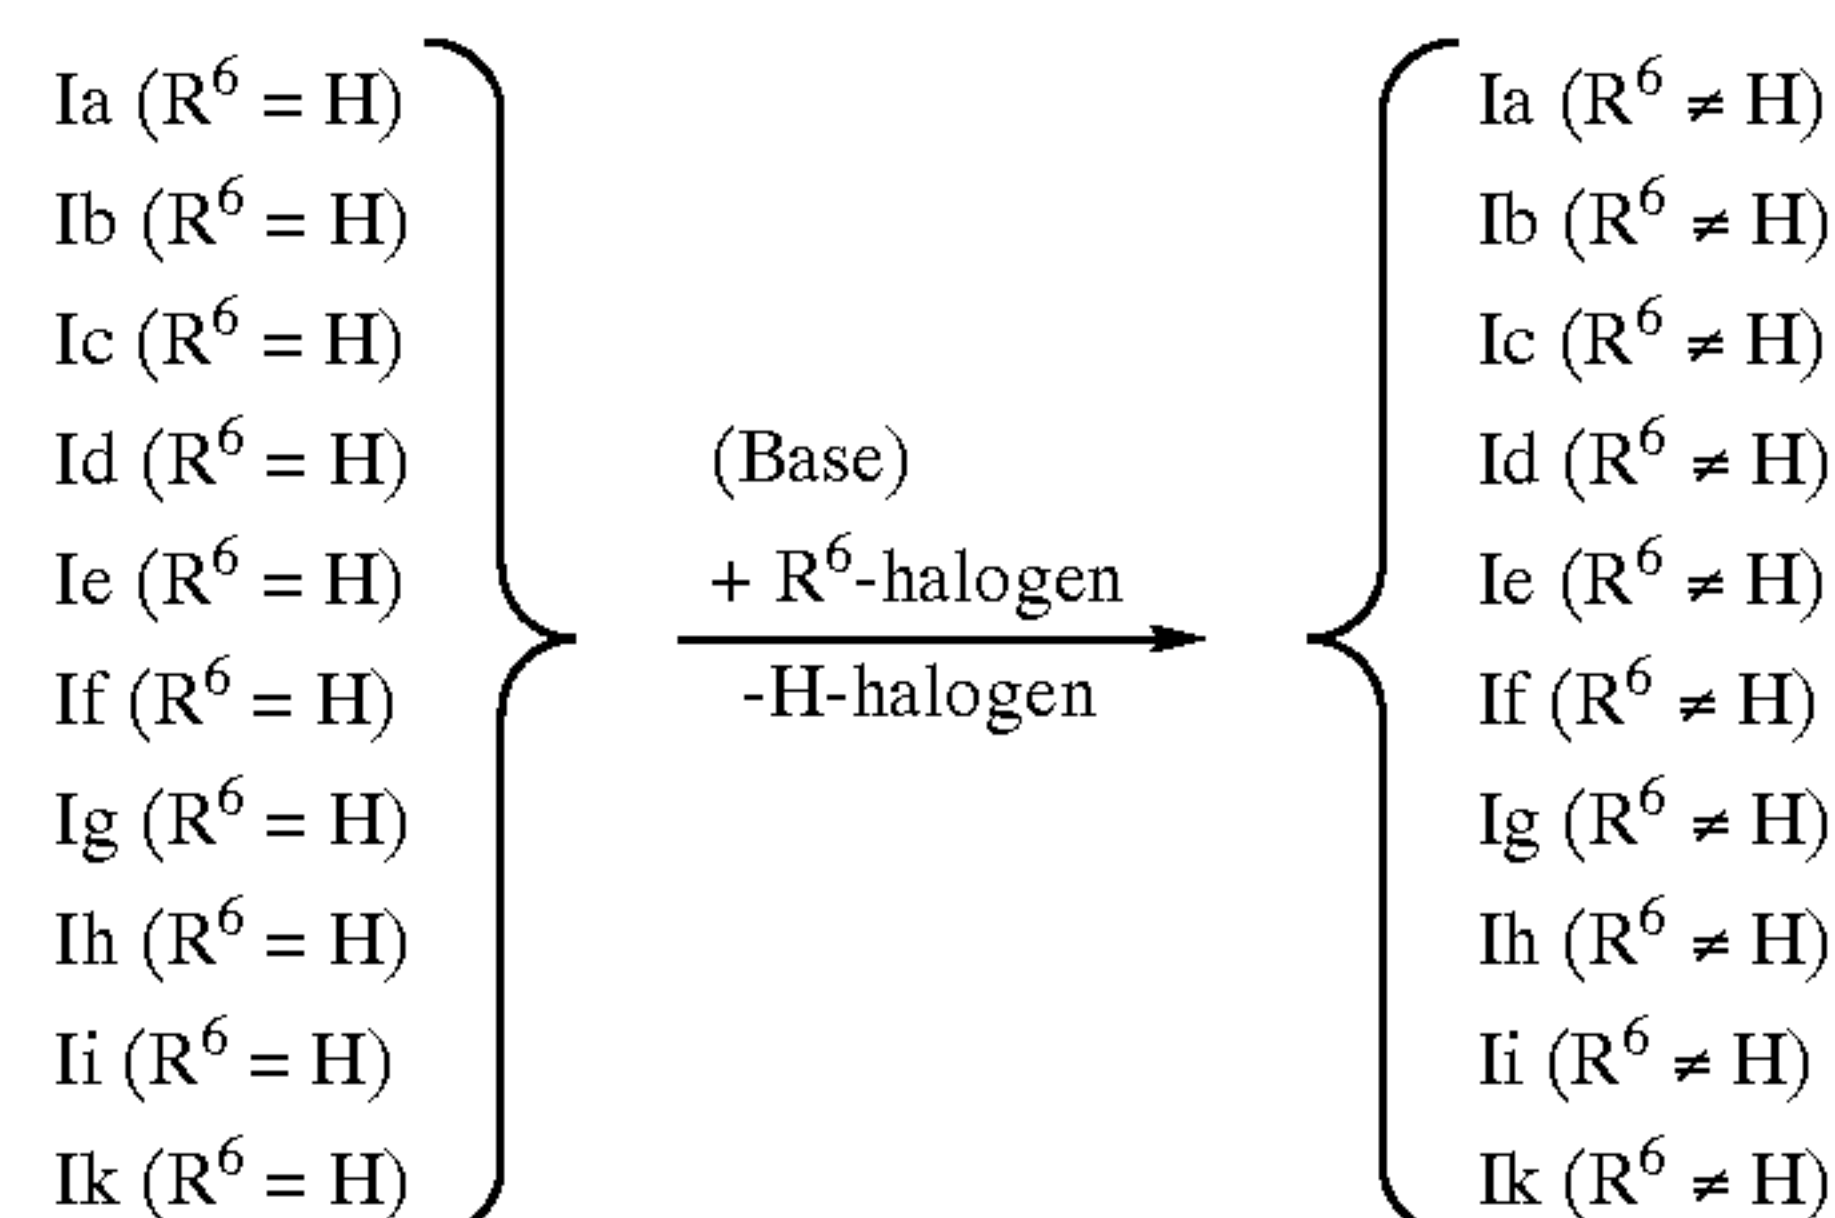 Ia (R⁶ = H)
Ib (R⁶ = H)
Ic (R⁶ = H)
Id (R⁶ = H)
Ie (R⁶ = H)
If (R⁶ = H)
Ig (R⁶ = H)
Ih (R⁶ = H)
Ii (R⁶ = H)
Ik (R⁶ = H)
(Base)
+ R⁶-halogen
-H-halogen
Ia (R⁶ ≠ H)
Ib (R⁶ ≠ H)
Ic (R⁶ ≠ H)
Id (R⁶ ≠ H)
Ie (R⁶ ≠ H)
If (R⁶ ≠ H)
Ig (R⁶ ≠ H)
Ih (R⁶ ≠ H)
Ii (R⁶ ≠ H)
Ik (R⁶ ≠ H)